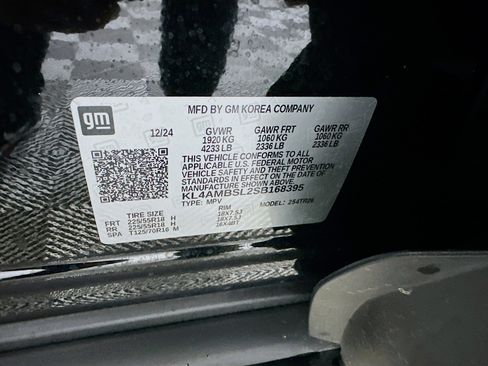 MFD BY GM KOREA COMPANY
gm
12/24 GVWR GAWR FRT GAWR RR
1920 KG 1060 KG 1060 KG
4233 LB 2336 LB 2336 LB
THIS VEHICLE CONFORMS TO ALL
APPLICABLE U.S. FEDERAL MOTOR
VEHICLE SAFETY AND THEFT PREVENTION
STANDARDS IN EFFECT ON THE DATE OF
MANUFACTURE SHOWN ABOVE.
KL4AMBSL2SB168395
TYPE: MPV MODEL: 2S4TR26
TIRE SIZE RIM
FRT 225/55R18 H 18X7.5J
RR 225/55R18 H 18X7.5J
SPA T125/70R16 M 16X4BT